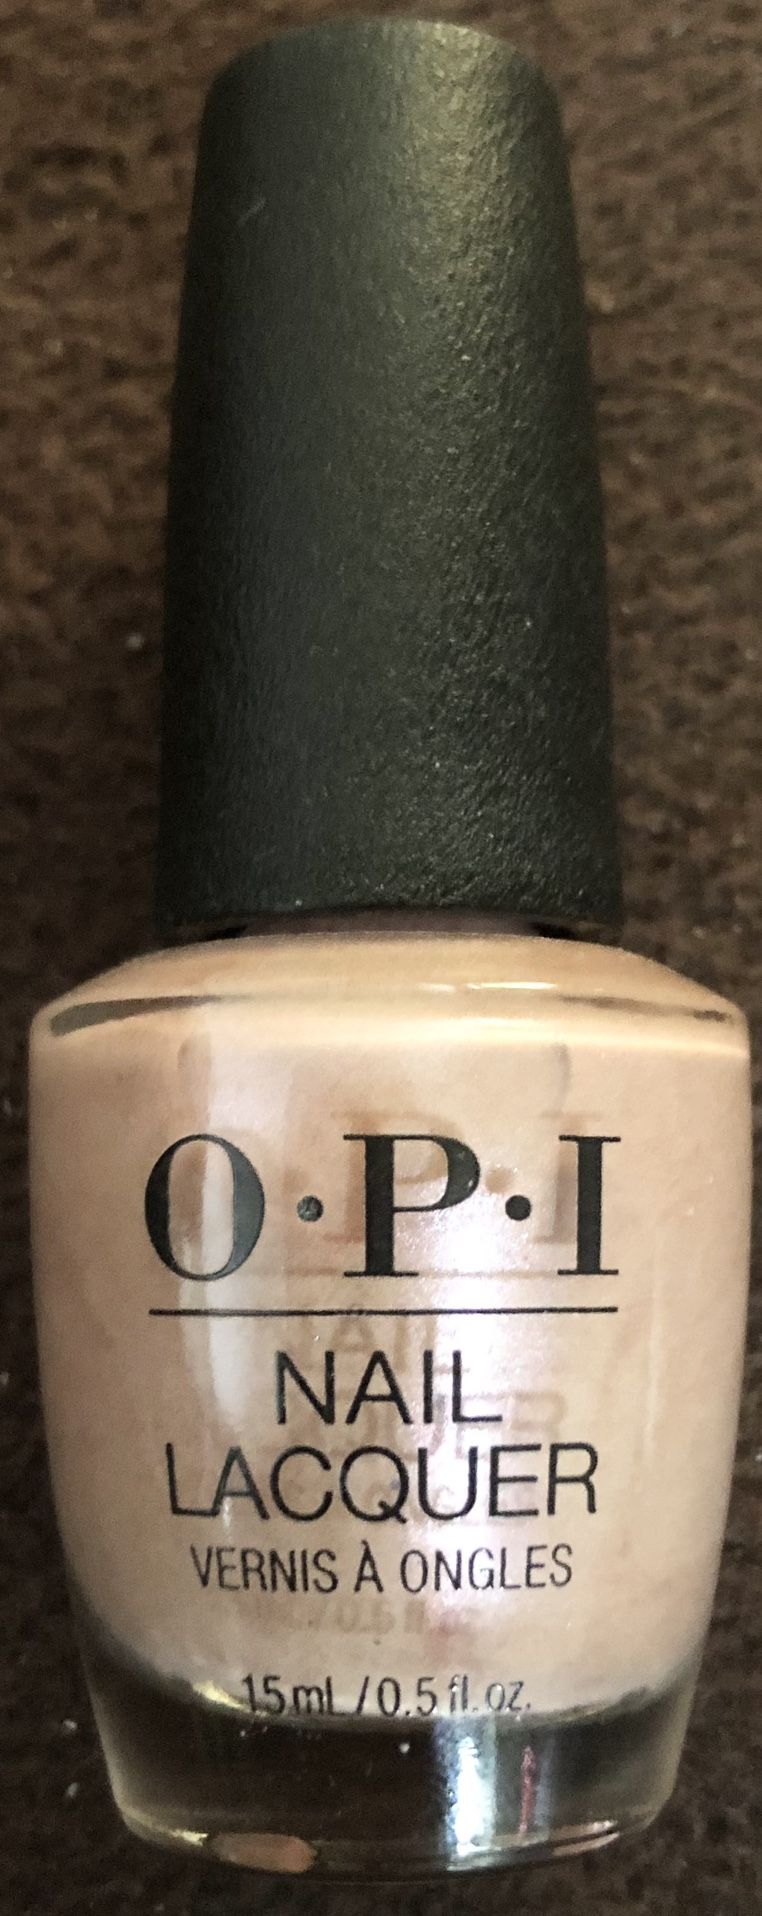 O·P·I
NAIL
LACQUER
VERNIS À ONGLES
15mL/0.5 fl.oz.